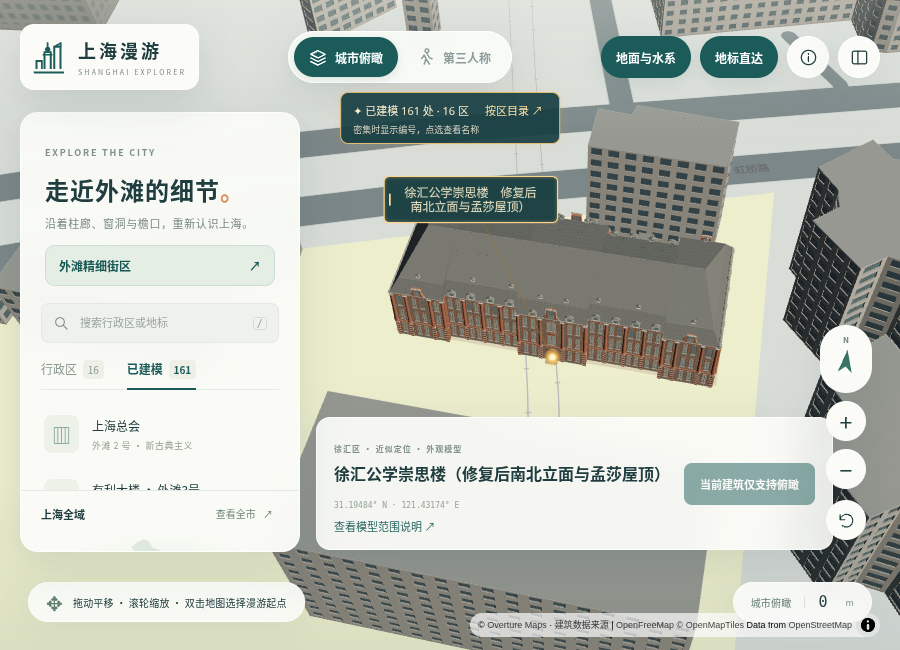 上海漫游
SHANGHAI EXPLORER
城市俯瞰
第三人称
地面与水系
地标直达
✦ 已建模 161 处 · 16 区 按区目录 ↗
密集时显示编号，点选查看名称
徐汇公学崇思楼 修复后
南北立面与孟莎屋顶）
虹桥路
EXPLORE THE CITY
走近外滩的细节。
沿着柱廊、窗洞与檐口，重新认识上海。
外滩精细街区 ↗
搜索行政区或地标 /
行政区 16
已建模 161
上海总会
外滩 2 号 · 新古典主义
有利大楼 · 外滩3号
上海全域
查看全市 ↗
N
徐汇区 · 近似定位 · 外观模型
徐汇公学崇思楼（修复后南北立面与孟莎屋顶）
31.19484° N · 121.43174° E
查看模型范围说明 ↗
当前建筑仅支持俯瞰
拖动平移 · 滚轮缩放 · 双击地图选择漫游起点
城市俯瞰 0 m
© Overture Maps · 建筑数据来源 | OpenFreeMap © OpenMapTiles Data from OpenStreetMap